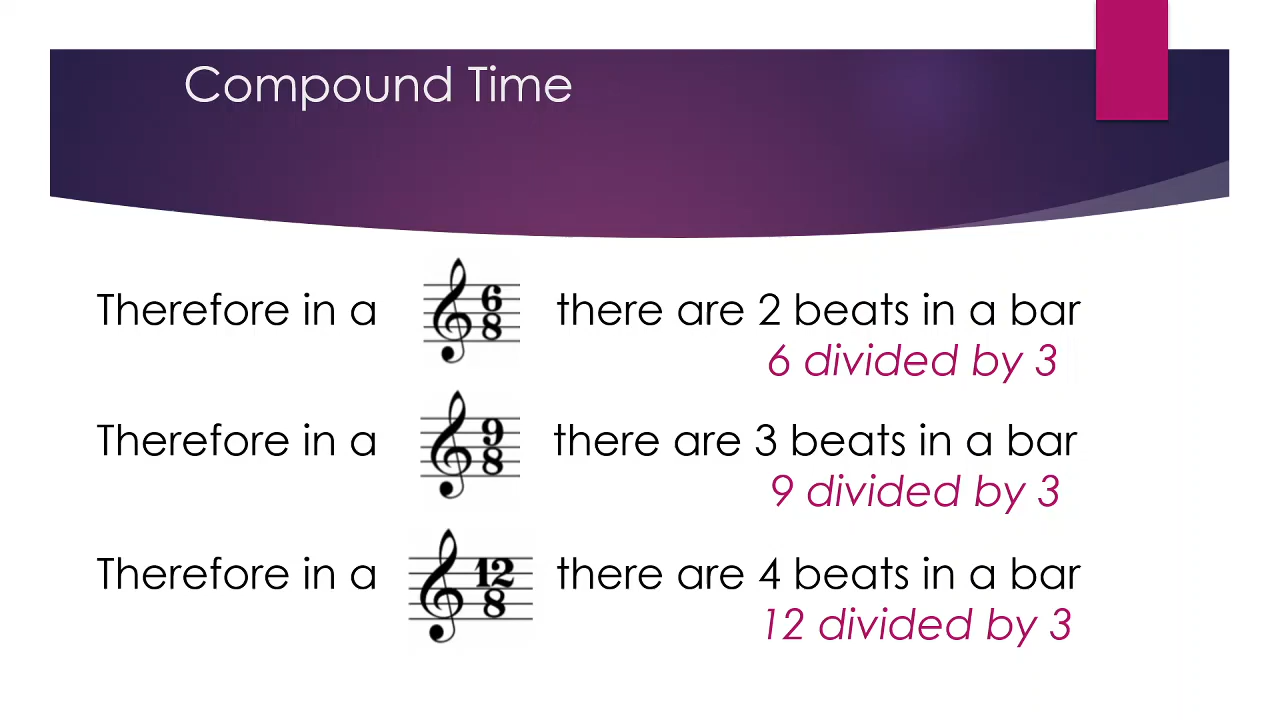 Compound Time
Therefore in a 6/8 there are 2 beats in a bar
6 divided by 3
Therefore in a 9/8 there are 3 beats in a bar
9 divided by 3
Therefore in a 12/8 there are 4 beats in a bar
12 divided by 3